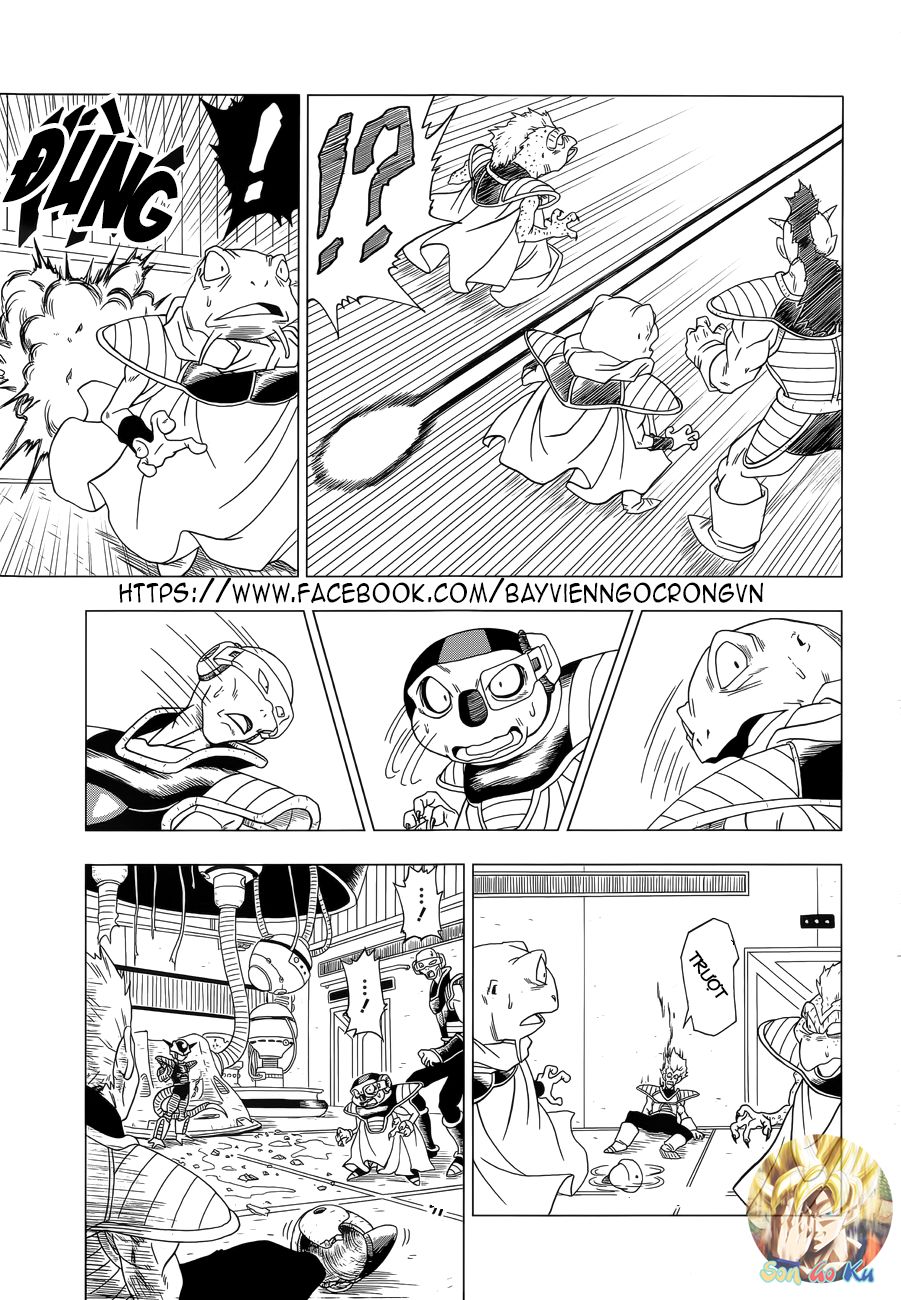 !?
!
ĐÙNG
HTTPS://WWW.FACEBOOK.COM/BAYVIENNGOCRONGVN
TRƯỢT
...!
...!
Son Go Ku